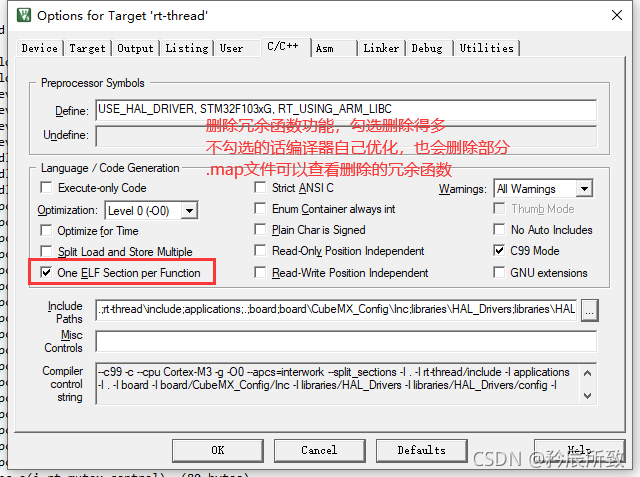 Options for Target 'rt-thread'
Device Target Output Listing User C/C++ Asm Linker Debug Utilities
Preprocessor Symbols
Define: USE_HAL_DRIVER, STM32F103xG, RT_USING_ARM_LIBC
删除冗余函数功能，勾选删除得多
Undefine:
不勾选的话编译器自己优化，也会删除部分
.map文件可以查看删除的冗余函数
Language / Code Generation
Execute-only Code Strict ANSI C Warnings: All Warnings
Optimization: Level 0 (-O0) Enum Container always int Thumb Mode
Optimize for Time Plain Char is Signed No Auto Includes
Split Load and Store Multiple Read-Only Position Independent C99 Mode
One ELF Section per Function Read-Write Position Independent GNU extensions
Include Paths .;rt-thread\include;applications;.;board;board\CubeMX_Config\Inc;libraries\HAL_Drivers;libraries\HAL ...
Misc Controls
Compiler control string
--c99 -c --cpu Cortex-M3 -g -O0 --apcs=interwork --split_sections -I . -I rt-thread/include -I applications
-I . -I board -I board/CubeMX_Config/Inc -I libraries/HAL_Drivers -I libraries/HAL_Drivers/config -I
OK Cancel Defaults Help
CSDN @矜辰所致